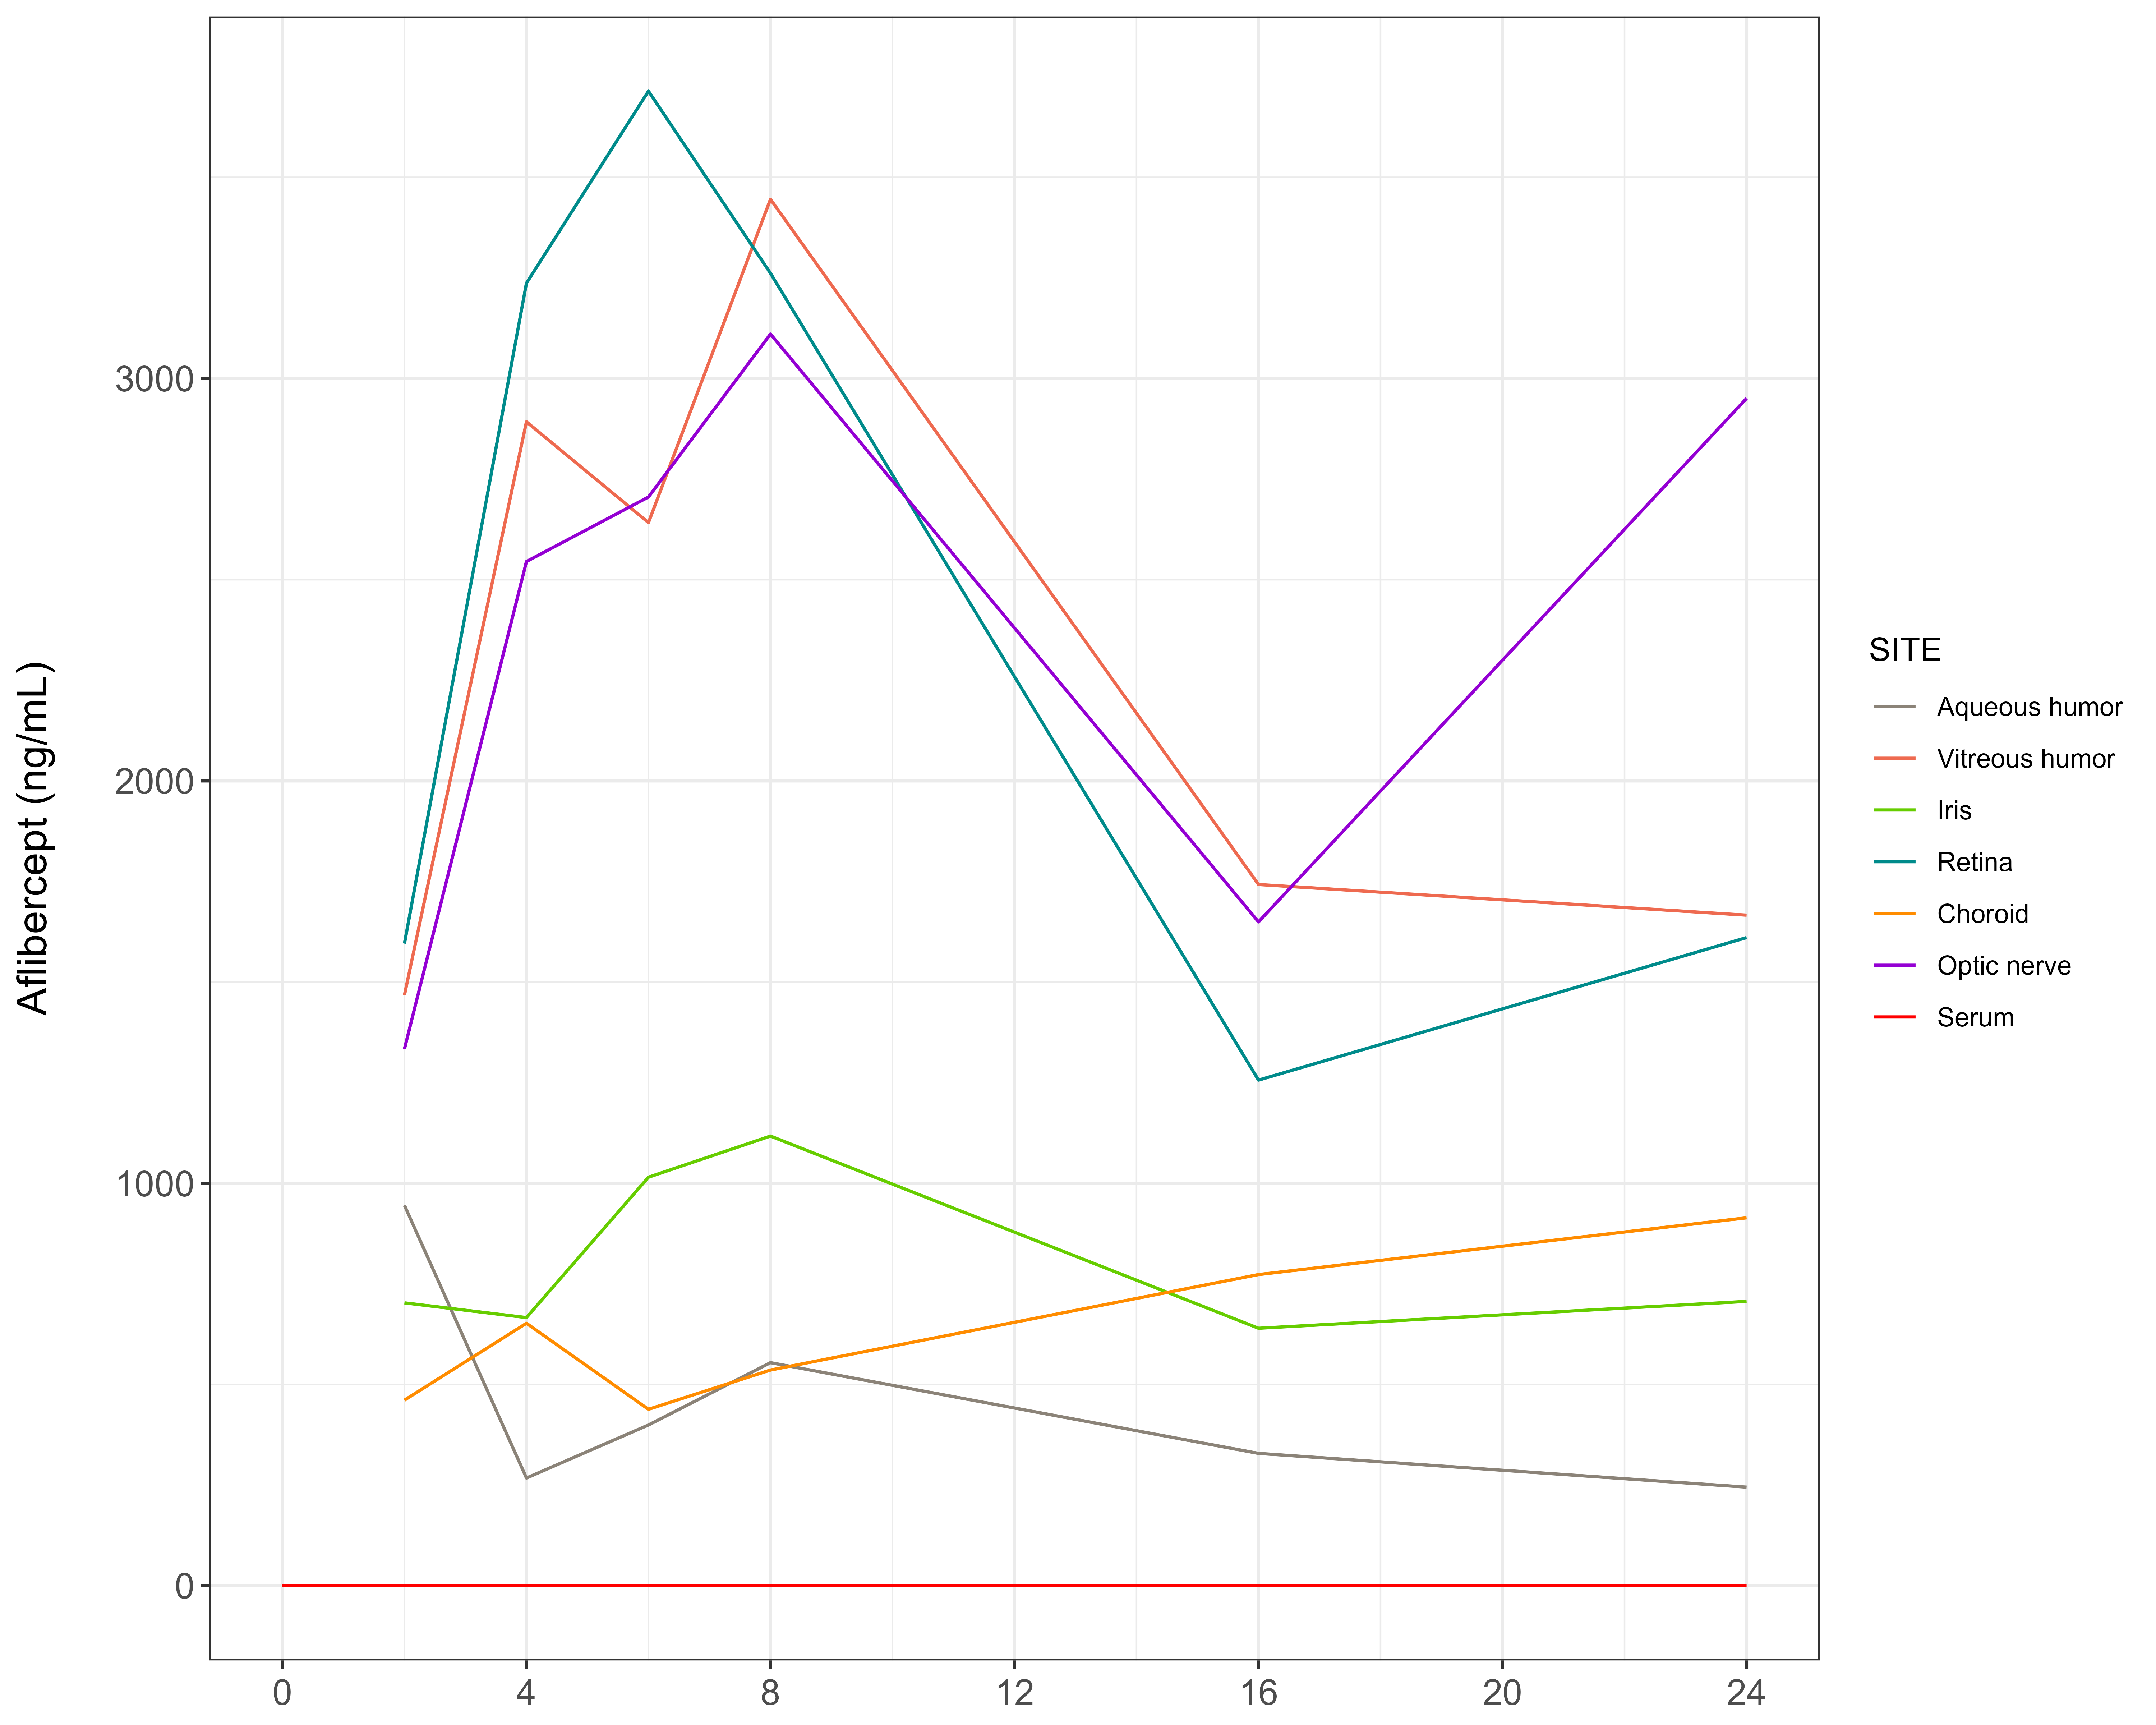 Aflibercept (ng/mL)
3000
2000
1000
0
0 4 8 12 16 20 24
SITE
Aqueous humor
Vitreous humor
Iris
Retina
Choroid
Optic nerve
Serum